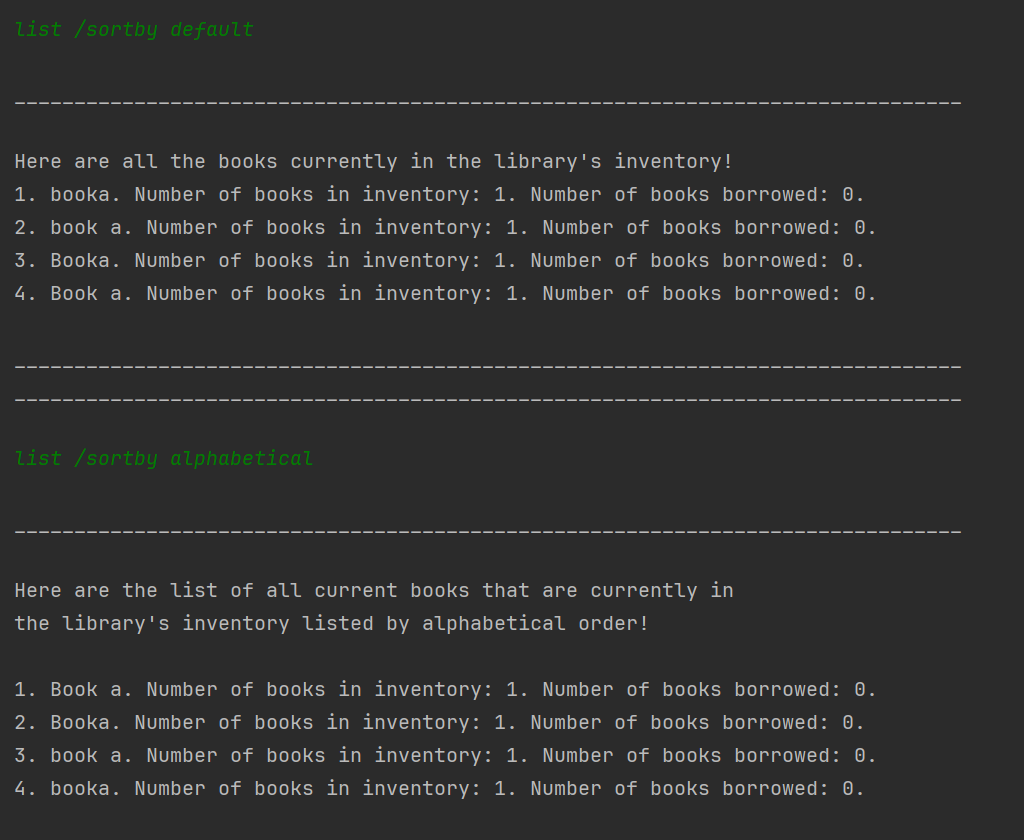 list /sortby default
_______________________________________________________________________________
Here are all the books currently in the library's inventory!
1. booka. Number of books in inventory: 1. Number of books borrowed: 0.
2. book a. Number of books in inventory: 1. Number of books borrowed: 0.
3. Booka. Number of books in inventory: 1. Number of books borrowed: 0.
4. Book a. Number of books in inventory: 1. Number of books borrowed: 0.
_______________________________________________________________________________
_______________________________________________________________________________
list /sortby alphabetical
_______________________________________________________________________________
Here are the list of all current books that are currently in
the library's inventory listed by alphabetical order!
1. Book a. Number of books in inventory: 1. Number of books borrowed: 0.
2. Booka. Number of books in inventory: 1. Number of books borrowed: 0.
3. book a. Number of books in inventory: 1. Number of books borrowed: 0.
4. booka. Number of books in inventory: 1. Number of books borrowed: 0.